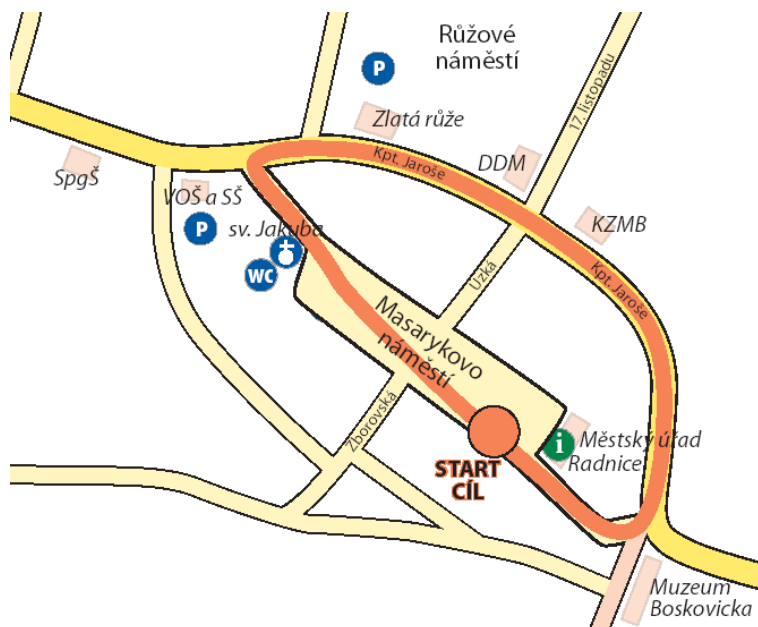 Růžové
náměstí
P
17. listopadu
Zlatá růže
Kpt. Jaroše
DDM
SpgŠ
VOŠ a SŠ
KZMB
P
sv. Jakuba
WC
Úzká
Kpt. Jaroše
Masarykovo
náměstí
Zborovská
START
CÍL
i
Městský úřad
Radnice
Muzeum
Boskovicka